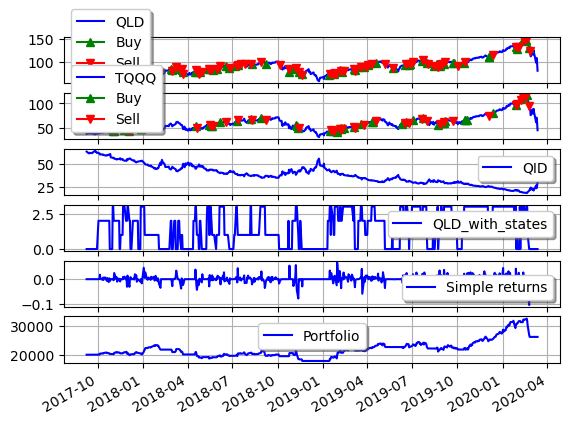 QLD
Buy
Sell
150
100
TQQQ
Buy
Sell
100
50
QID
50
25
QLD_with_states
2.5
0.0
Simple returns
0.0
−0.1
Portfolio
30000
20000
2017-10
2018-01
2018-04
2018-07
2018-10
2019-01
2019-04
2019-07
2019-10
2020-01
2020-04